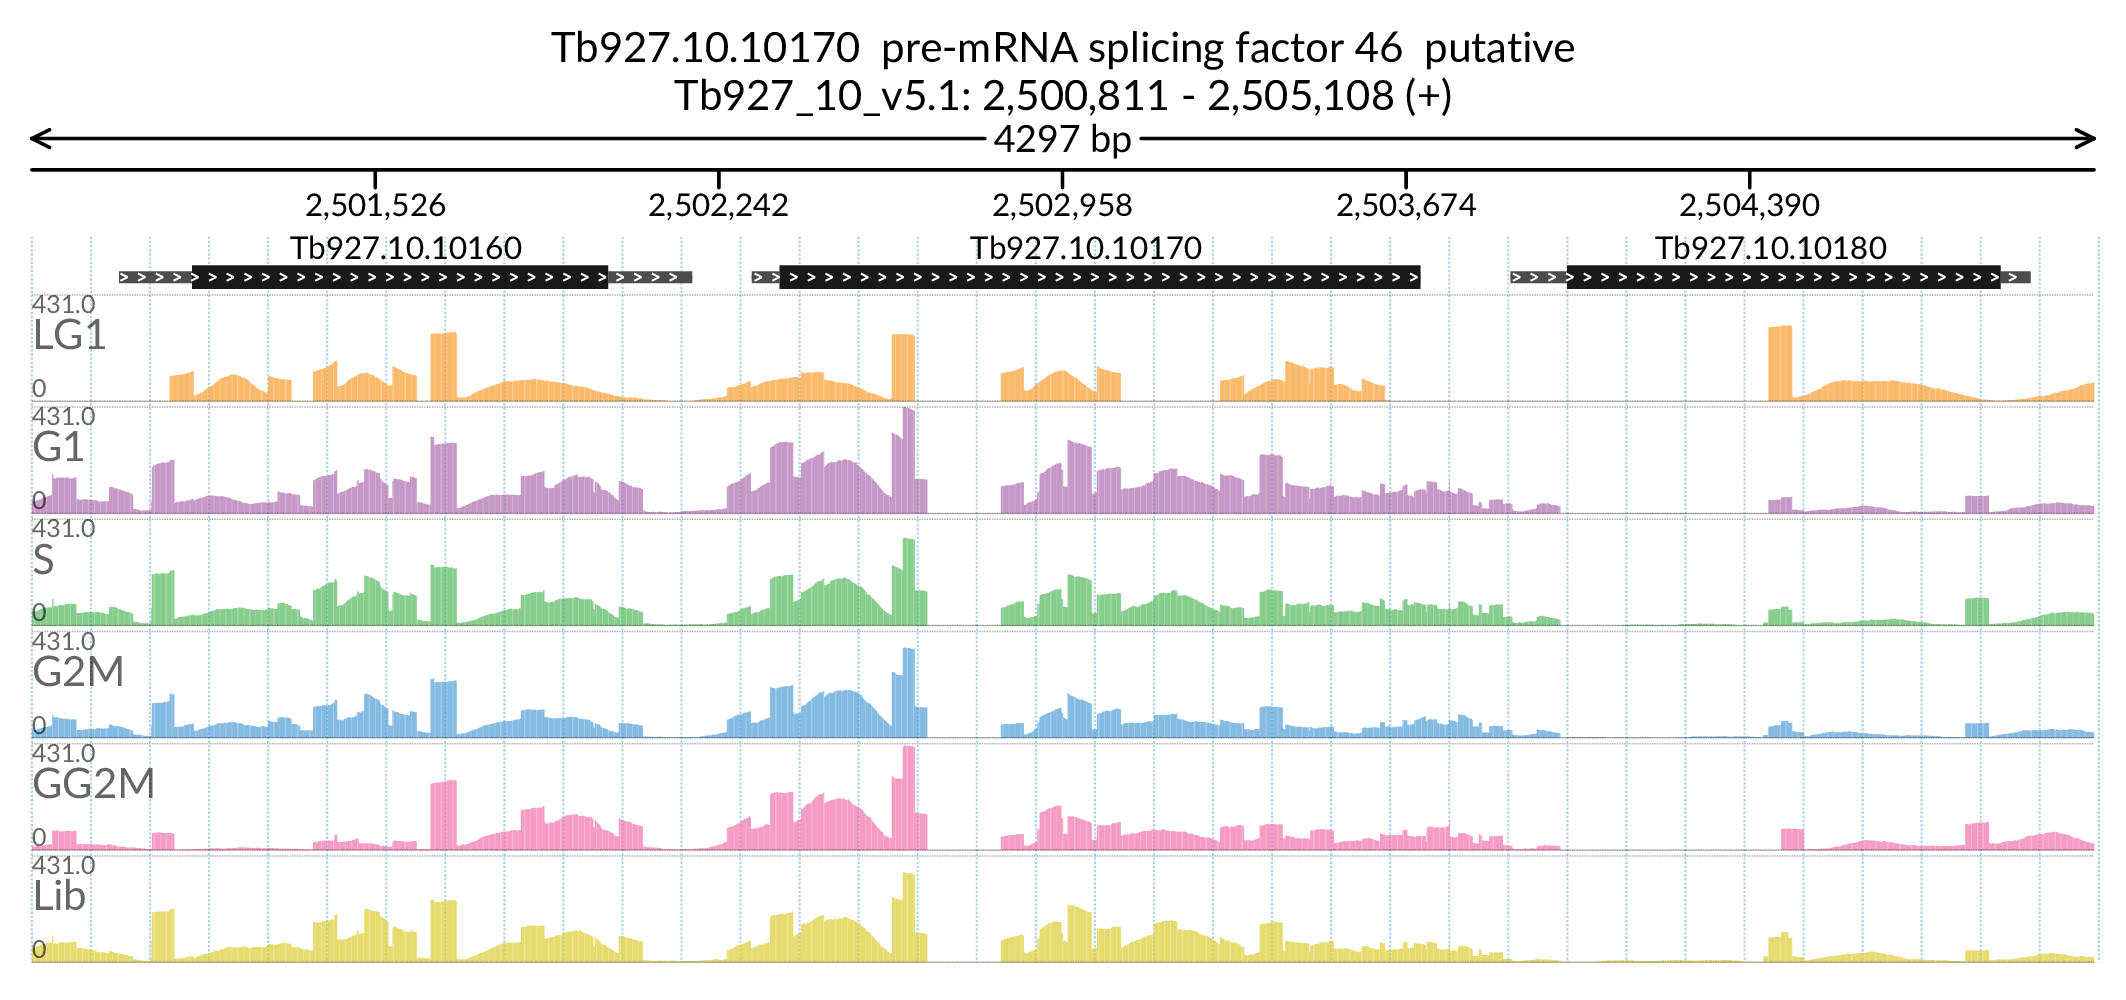 Tb927.10.10170 pre-mRNA splicing factor 46 putative
Tb927_10_v5.1: 2,500,811 - 2,505,108 (+)
4297 bp
2,501,526 2,502,242 2,502,958 2,503,674 2,504,390
Tb927.10.10160 Tb927.10.10170 Tb927.10.10180
431.0
LG1
0
431.0
G1
0
431.0
S
0
431.0
G2M
0
431.0
GG2M
0
431.0
Lib
0